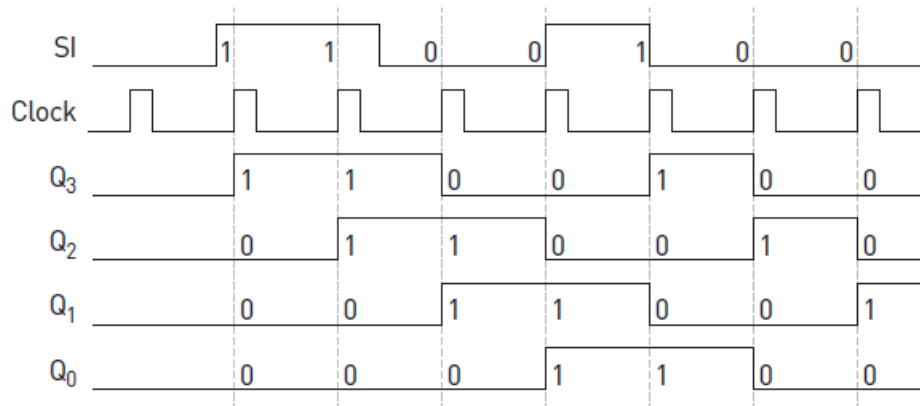 SI 1 1 0 0 1 0 0
Clock
Q₃ 1 1 0 0 1 0 0
Q₂ 0 1 1 0 0 1 0
Q₁ 0 0 1 1 0 0 1
Q₀ 0 0 0 1 1 0 0